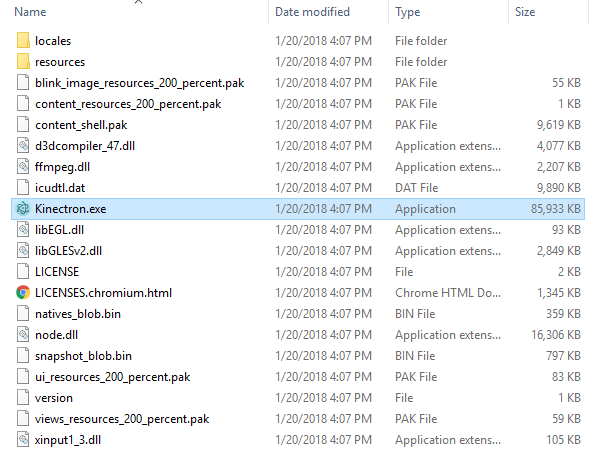 Name Date modified Type Size
locales 1/20/2018 4:07 PM File folder
resources 1/20/2018 4:07 PM File folder
blink_image_resources_200_percent.pak 1/20/2018 4:07 PM PAK File 55 KB
content_resources_200_percent.pak 1/20/2018 4:07 PM PAK File 1 KB
content_shell.pak 1/20/2018 4:07 PM PAK File 9,619 KB
d3dcompiler_47.dll 1/20/2018 4:07 PM Application extens... 4,077 KB
ffmpeg.dll 1/20/2018 4:07 PM Application extens... 2,207 KB
icudtl.dat 1/20/2018 4:07 PM DAT File 9,890 KB
Kinectron.exe 1/20/2018 4:07 PM Application 85,933 KB
libEGL.dll 1/20/2018 4:07 PM Application extens... 93 KB
libGLESv2.dll 1/20/2018 4:07 PM Application extens... 2,849 KB
LICENSE 1/20/2018 4:07 PM File 2 KB
LICENSES.chromium.html 1/20/2018 4:07 PM Chrome HTML Do... 1,345 KB
natives_blob.bin 1/20/2018 4:07 PM BIN File 359 KB
node.dll 1/20/2018 4:07 PM Application extens... 16,306 KB
snapshot_blob.bin 1/20/2018 4:07 PM BIN File 797 KB
ui_resources_200_percent.pak 1/20/2018 4:07 PM PAK File 83 KB
version 1/20/2018 4:07 PM File 1 KB
views_resources_200_percent.pak 1/20/2018 4:07 PM PAK File 59 KB
xinput1_3.dll 1/20/2018 4:07 PM Application extens... 105 KB